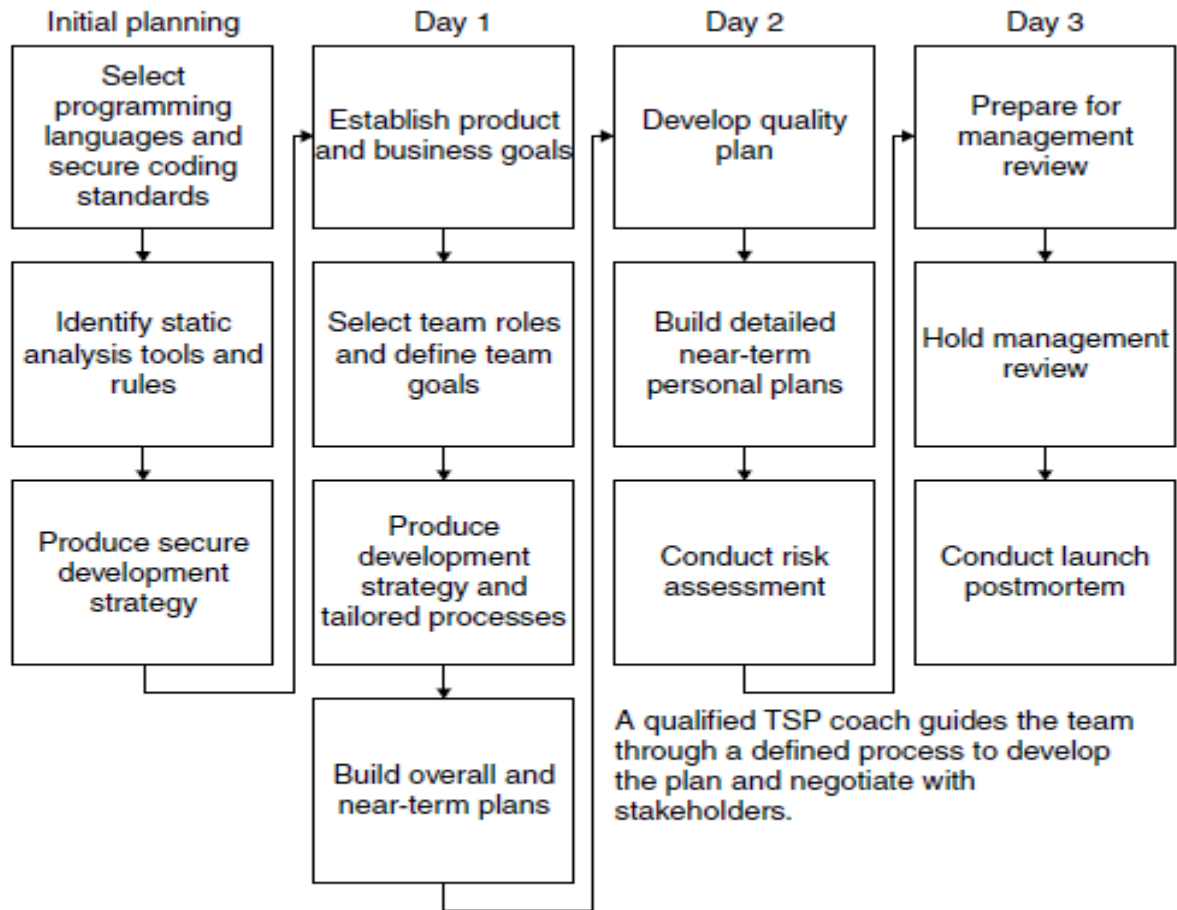 Initial planning
Select
programming
languages and
secure coding
standards
Identify static
analysis tools and
rules
Produce secure
development
strategy
Day 1
Establish product
and business goals
Select team roles
and define team
goals
Produce
development
strategy and
tailored processes
Build overall and
near-term plans
Day 2
Develop quality
plan
Build detailed
near-term
personal plans
Conduct risk
assessment
A qualified TSP coach guides the team
through a defined process to develop
the plan and negotiate with
stakeholders.
Day 3
Prepare for
management
review
Hold management
review
Conduct launch
postmortem